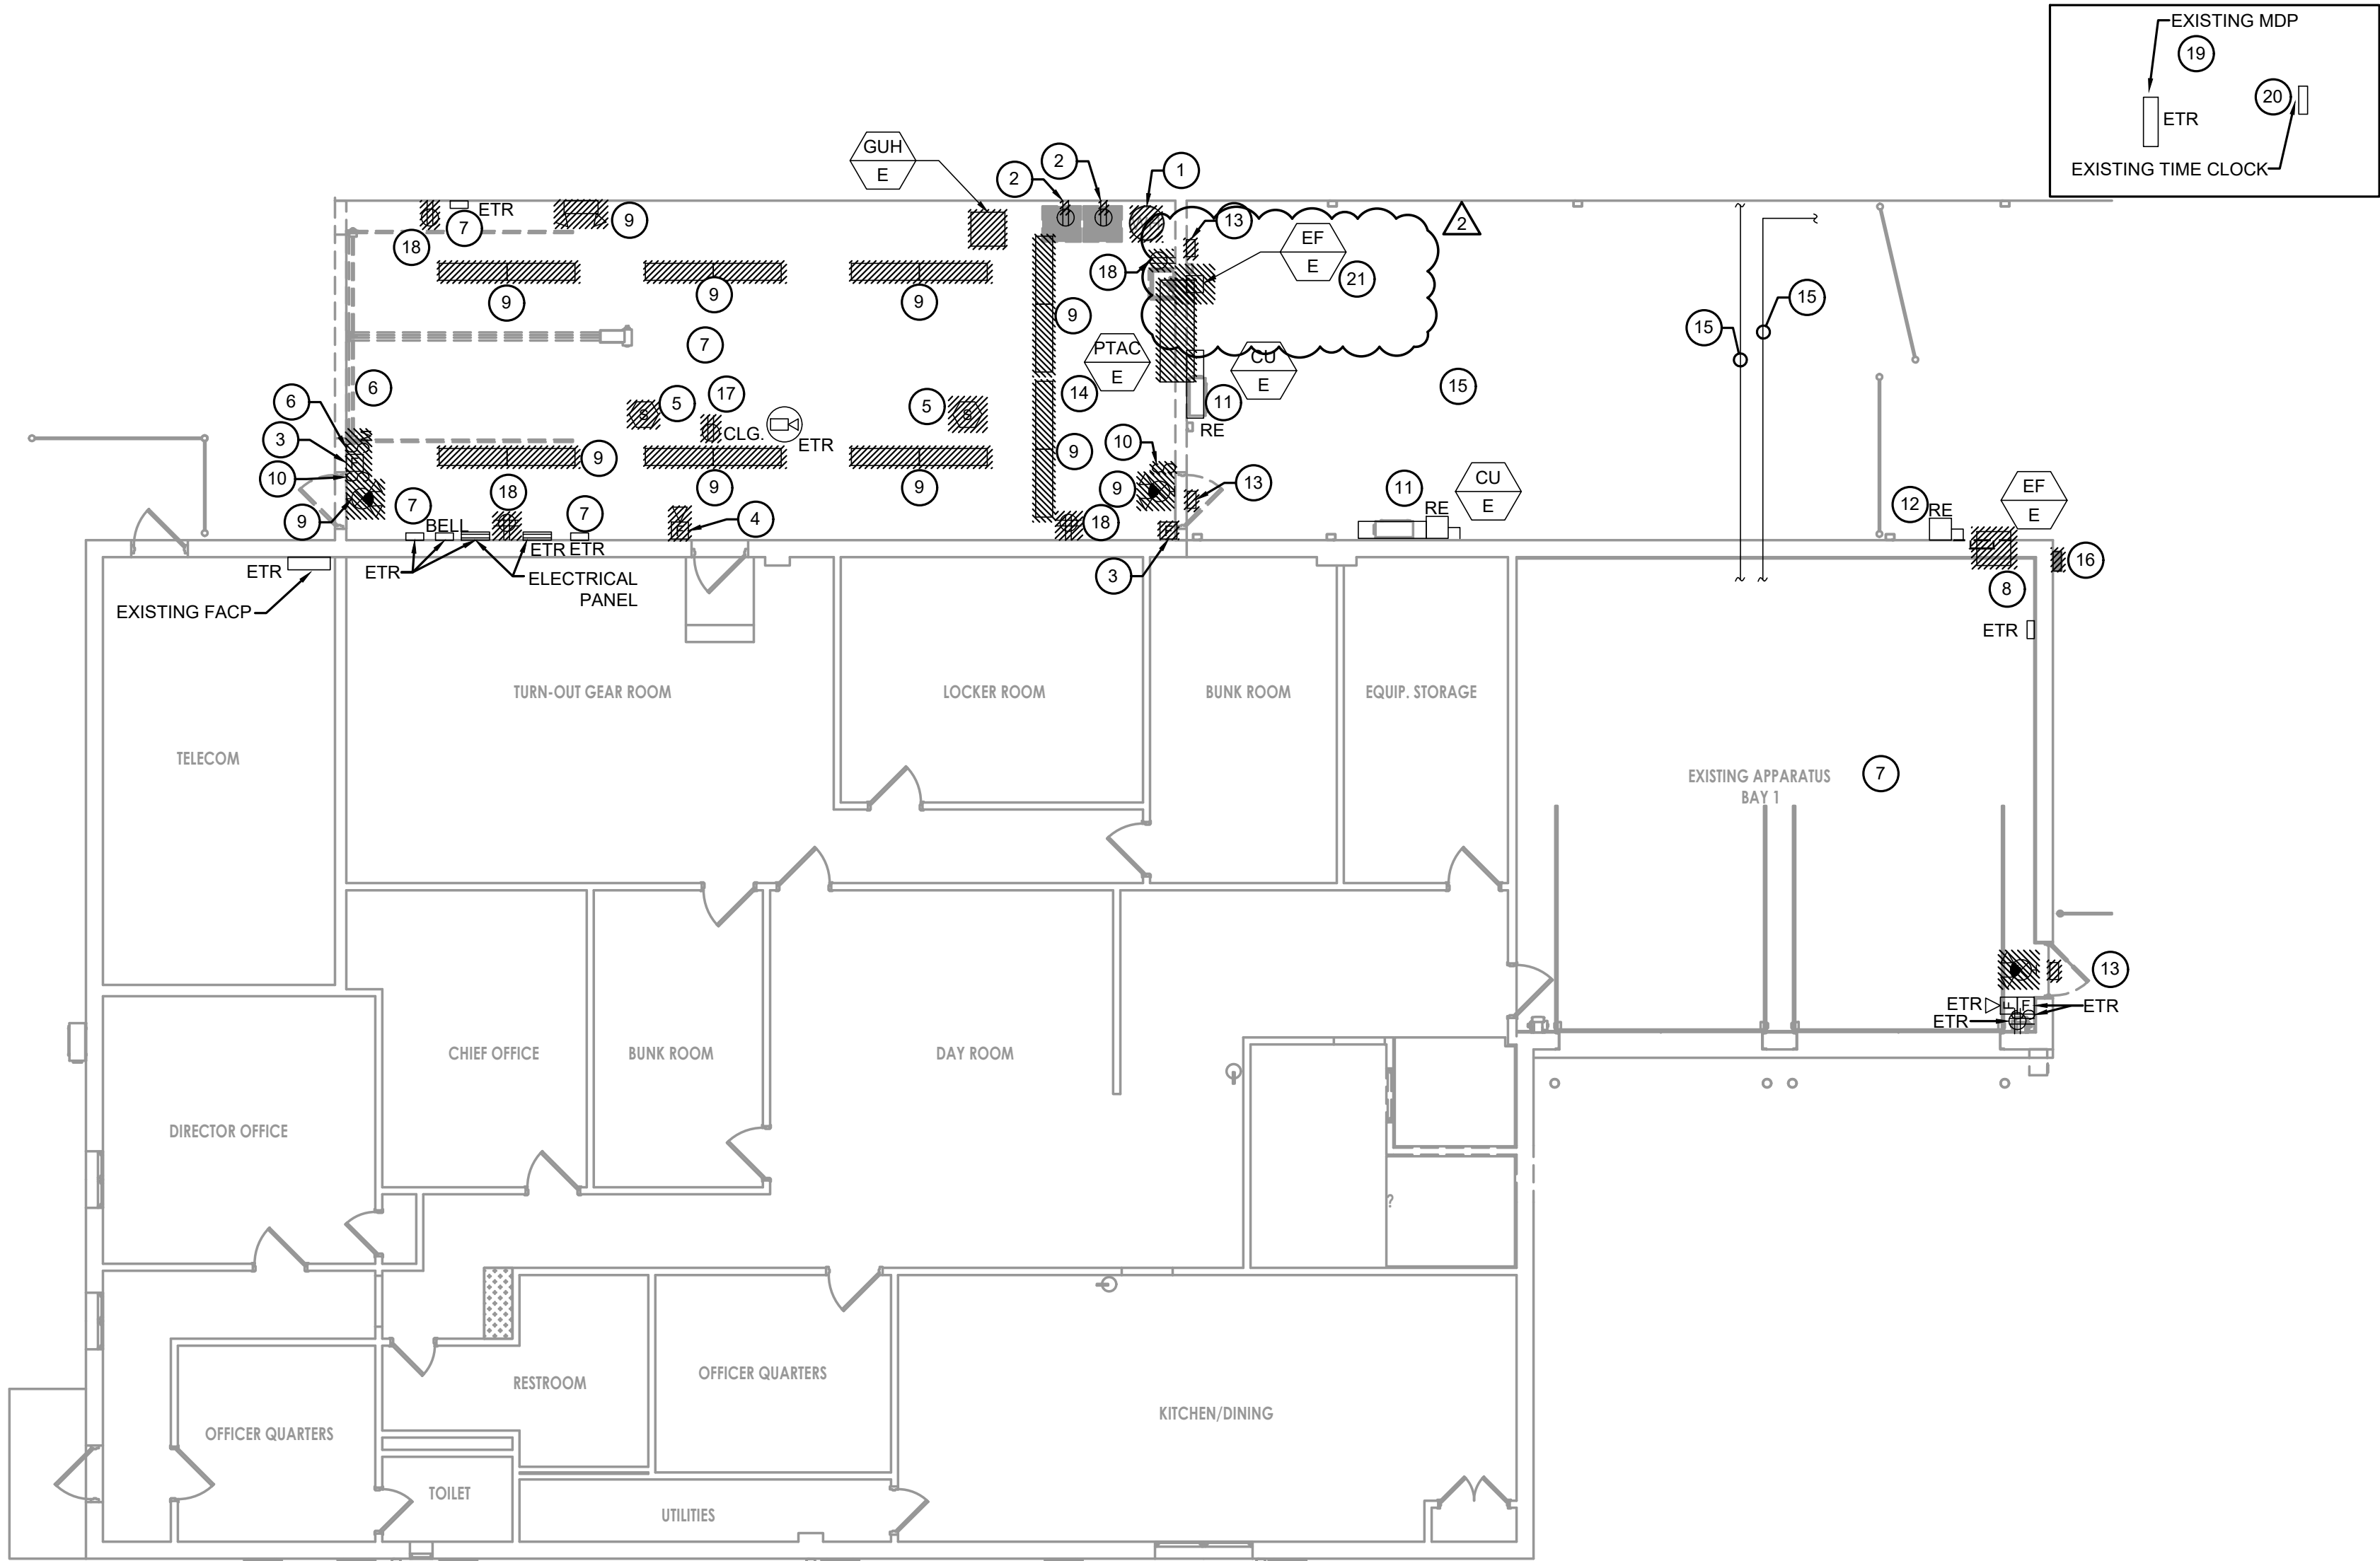 EXISTING MDP
19
20
ETR
EXISTING TIME CLOCK
GUH
E
2
2
1
ETR
7
18
9
13
2
EF
E
21
18
9
9
9
9
15
15
7
PTAC
E
CU
E
6
14
15
6
5
S
17
5
S
11
3
CLG.
ETR
RE
10
9
10
9
9
9
9
18
9
13
11
CU
E
EF
E
7
7
4
18
RE
12
RE
9
BELL
ETR
ETR
F
F
F
3
16
ETR
ETR
ELECTRICAL
PANEL
8
EXISTING FACP
ETR
TURN-OUT GEAR ROOM
LOCKER ROOM
BUNK ROOM
EQUIP. STORAGE
TELECOM
EXISTING APPARATUS
BAY 1
7
13
ETR
F
F
ETR
ETR
CHIEF OFFICE
BUNK ROOM
DAY ROOM
DIRECTOR OFFICE
?
RESTROOM
OFFICER QUARTERS
KITCHEN/DINING
OFFICER QUARTERS
TOILET
UTILITIES